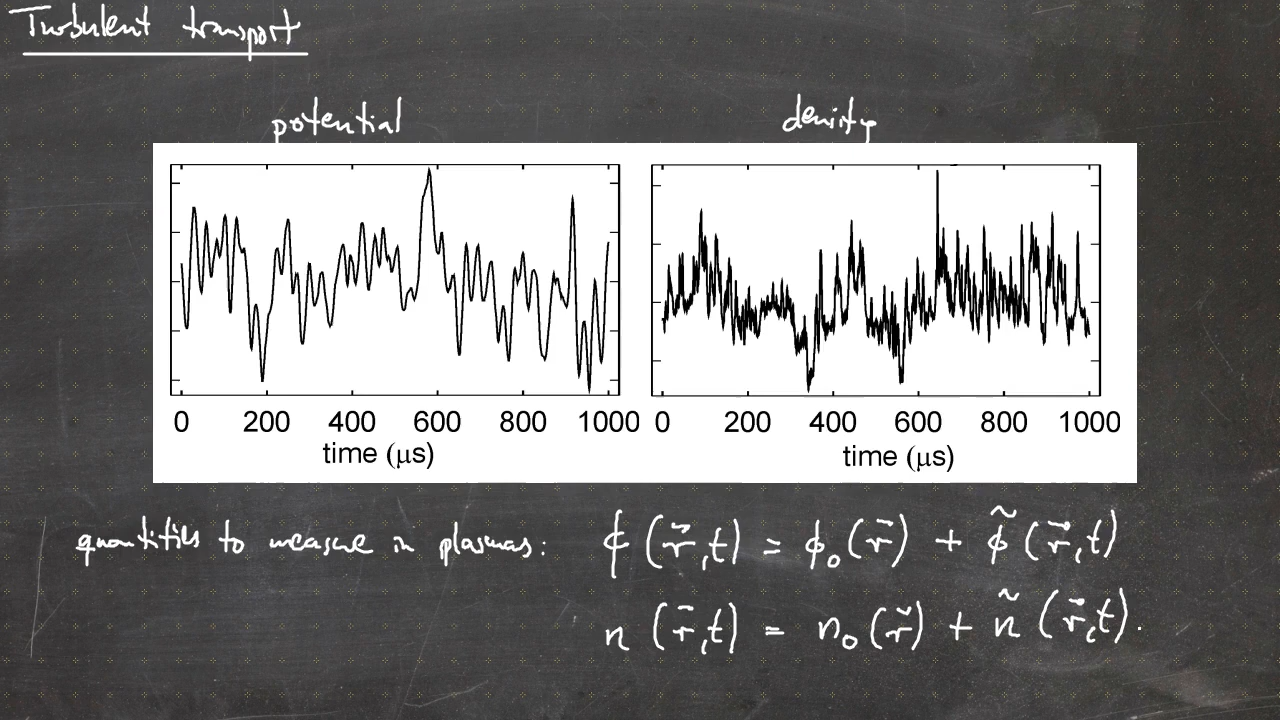 Turbulent transport
potential density
0 200 400 600 800 1000 0 200 400 600 800 1000
time (μs) time (μs)
quantities to measure in plasmas: ϕ (r⃗,t) = ϕ₀(r⃗) + ϕ̃ (r⃗,t)
n (r⃗,t) = n₀(r⃗) + ñ (r⃗,t).